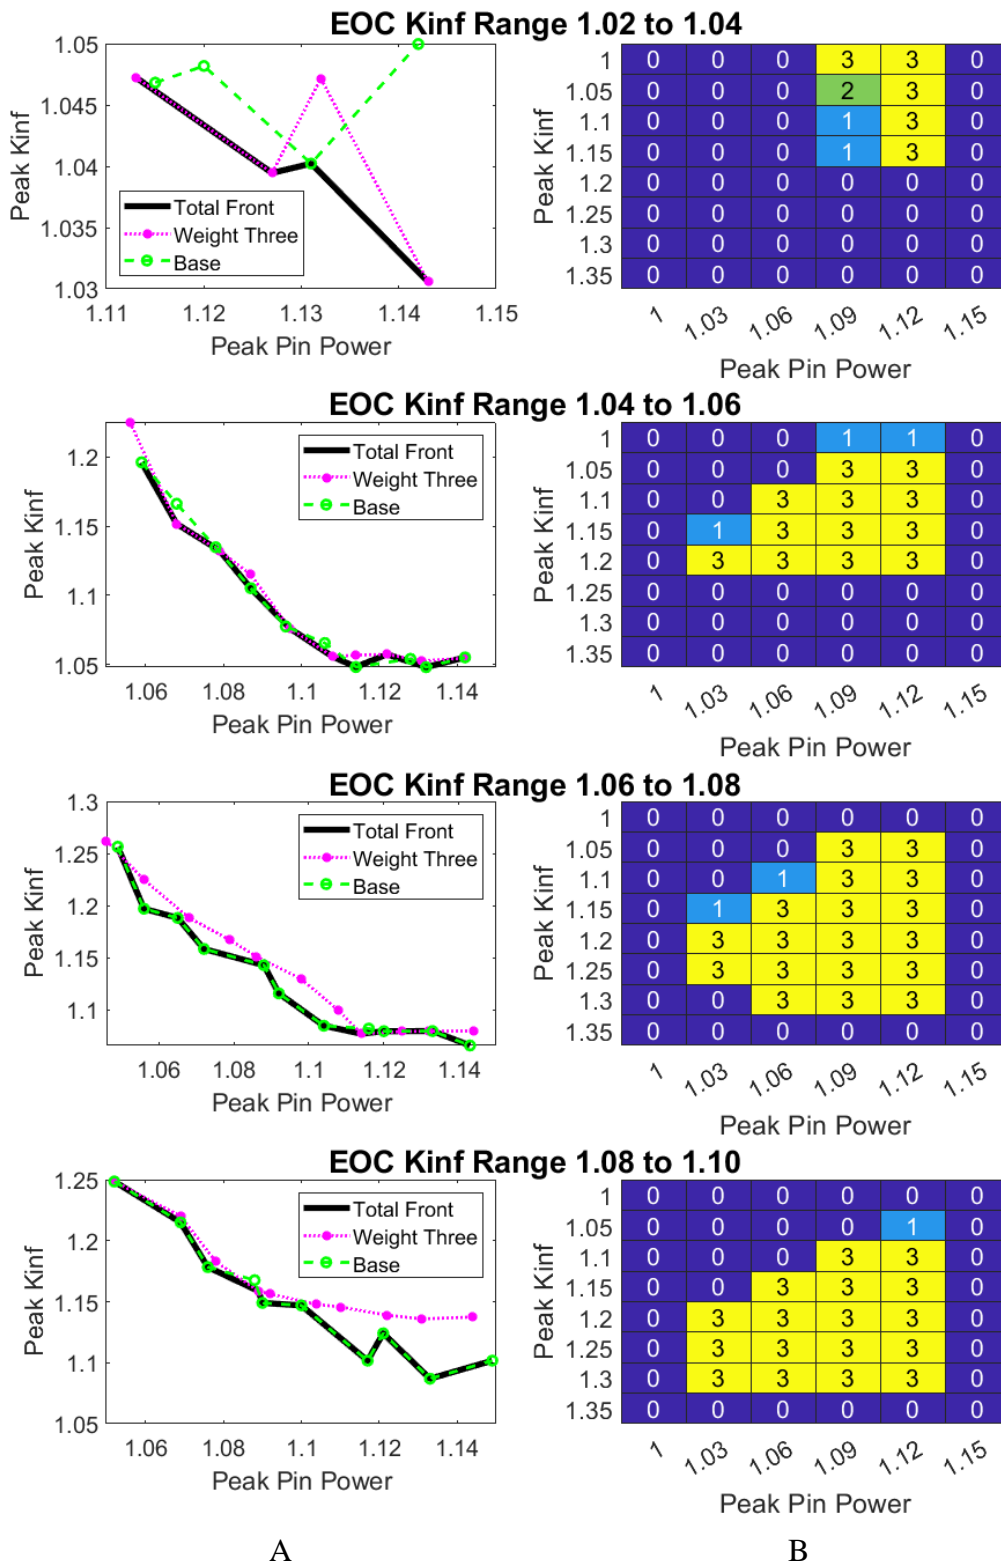 EOC Kinf Range 1.02 to 1.04
1.05
1.045
1.04
1.035
1.03
Peak Kinf
Total Front
Weight Three
Base
1.11 1.12 1.13 1.14 1.15
Peak Pin Power
Peak Kinf
1 0 0 0 3 3 0
1.05 0 0 0 2 3 0
1.1 0 0 0 1 3 0
1.15 0 0 0 1 3 0
1.2 0 0 0 0 0 0
1.25 0 0 0 0 0 0
1.3 0 0 0 0 0 0
1.35 0 0 0 0 0 0
1 1.03 1.06 1.09 1.12 1.15
Peak Pin Power
EOC Kinf Range 1.04 to 1.06
1.2
1.15
1.1
1.05
Peak Kinf
Total Front
Weight Three
Base
1.06 1.08 1.1 1.12 1.14
Peak Pin Power
Peak Kinf
1 0 0 0 1 1 0
1.05 0 0 0 3 3 0
1.1 0 0 3 3 3 0
1.15 0 1 3 3 3 0
1.2 0 3 3 3 3 0
1.25 0 0 0 0 0 0
1.3 0 0 0 0 0 0
1.35 0 0 0 0 0 0
1 1.03 1.06 1.09 1.12 1.15
Peak Pin Power
EOC Kinf Range 1.06 to 1.08
1.3
1.25
1.2
1.15
1.1
Peak Kinf
Total Front
Weight Three
Base
1.06 1.08 1.1 1.12 1.14
Peak Pin Power
Peak Kinf
1 0 0 0 0 0 0
1.05 0 0 0 3 3 0
1.1 0 0 1 3 3 0
1.15 0 1 3 3 3 0
1.2 0 3 3 3 3 0
1.25 0 3 3 3 3 0
1.3 0 0 3 3 3 0
1.35 0 0 0 0 0 0
1 1.03 1.06 1.09 1.12 1.15
Peak Pin Power
EOC Kinf Range 1.08 to 1.10
1.25
1.2
1.15
1.1
1.05
Peak Kinf
Total Front
Weight Three
Base
1.06 1.08 1.1 1.12 1.14
Peak Pin Power
Peak Kinf
1 0 0 0 0 0 0
1.05 0 0 0 0 1 0
1.1 0 0 0 3 3 0
1.15 0 0 3 3 3 0
1.2 0 3 3 3 3 0
1.25 0 3 3 3 3 0
1.3 0 3 3 3 3 0
1.35 0 0 0 0 0 0
1 1.03 1.06 1.09 1.12 1.15
Peak Pin Power
A B